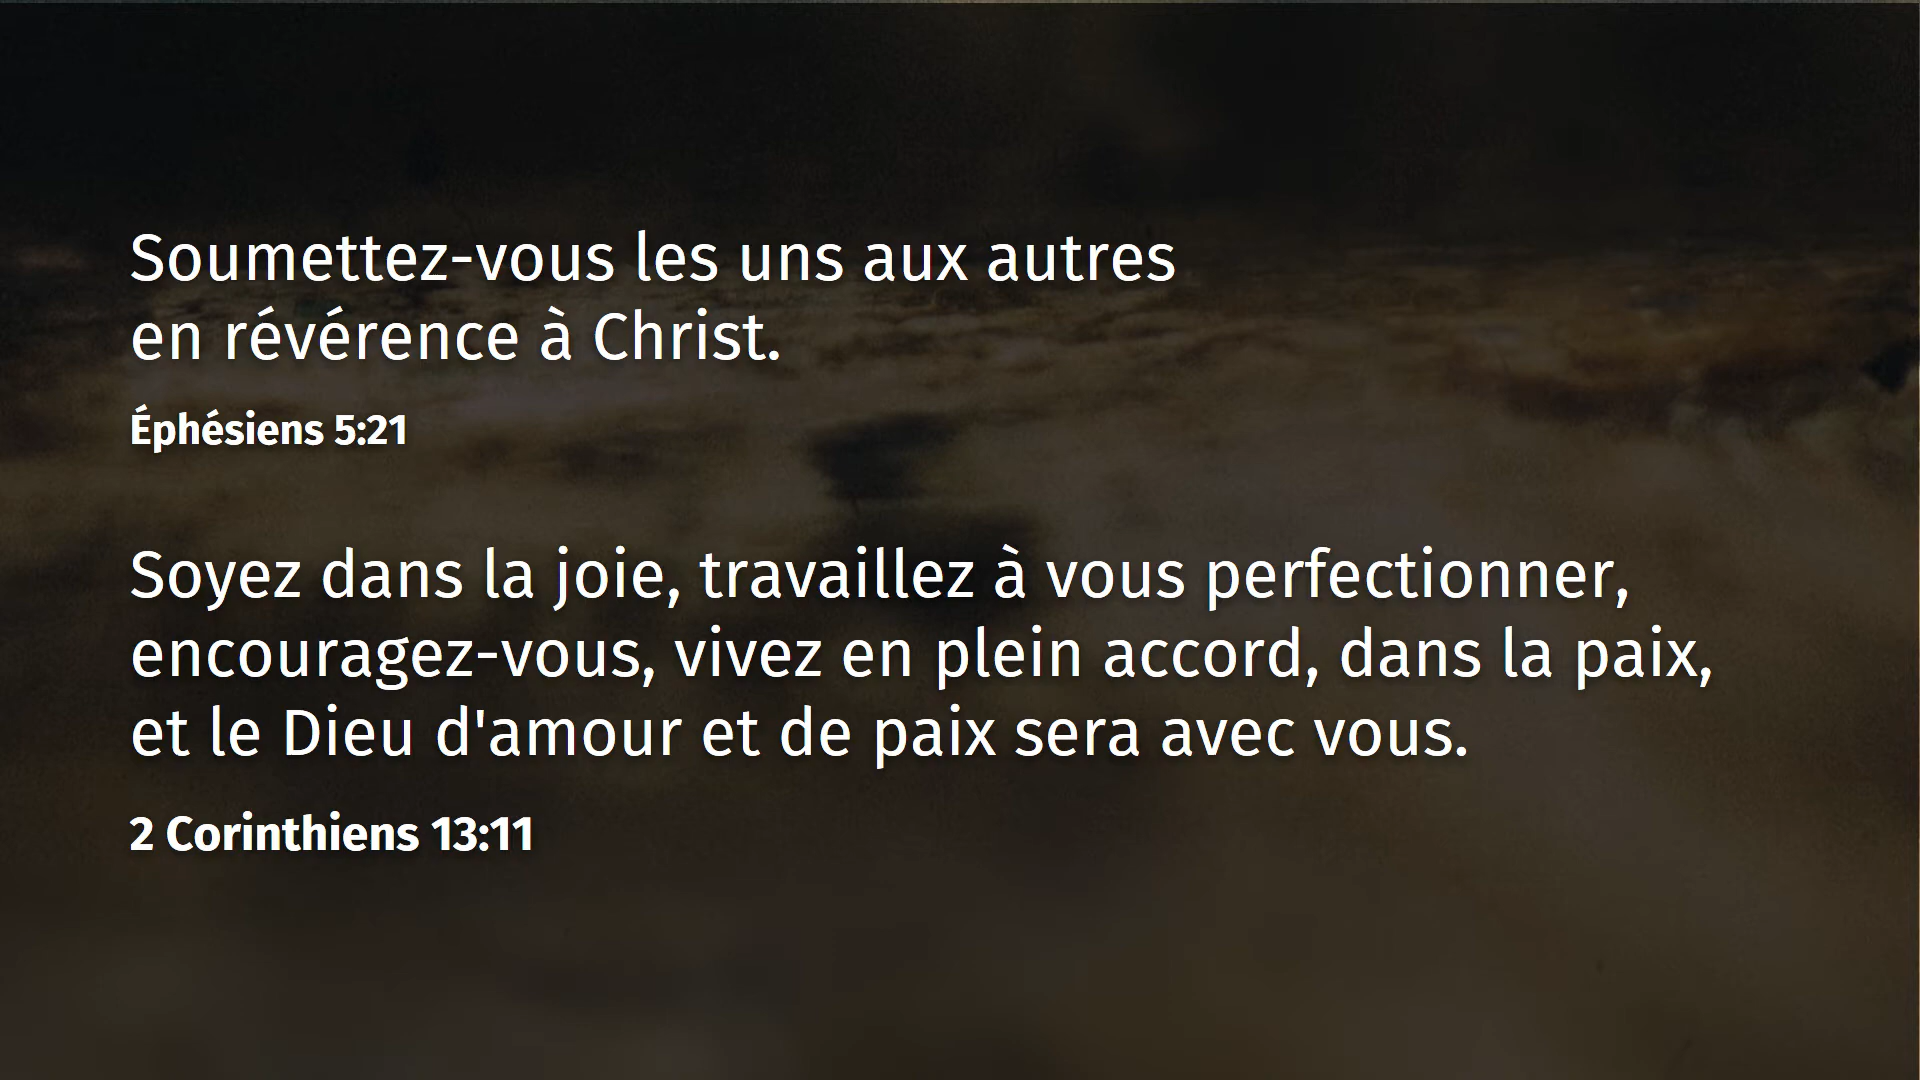 Soumettez-vous les uns aux autres
en révérence à Christ.
Éphésiens 5:21
Soyez dans la joie, travaillez à vous perfectionner,
encouragez-vous, vivez en plein accord, dans la paix,
et le Dieu d'amour et de paix sera avec vous.
2 Corinthiens 13:11